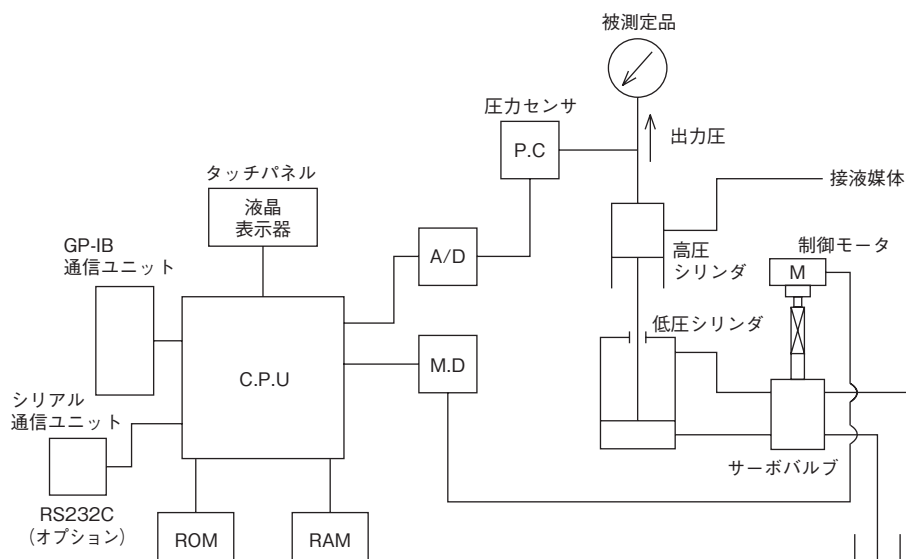 被測定品
圧力センサ
P.C
出力圧
接液媒体
タッチパネル
液晶
表示器
GP-IB
通信ユニット
A/D
高圧
シリンダ
制御モータ
M
低圧シリンダ
C.P.U
M.D
シリアル
通信ユニット
サーボバルブ
RS232C
(オプション)
ROM
RAM